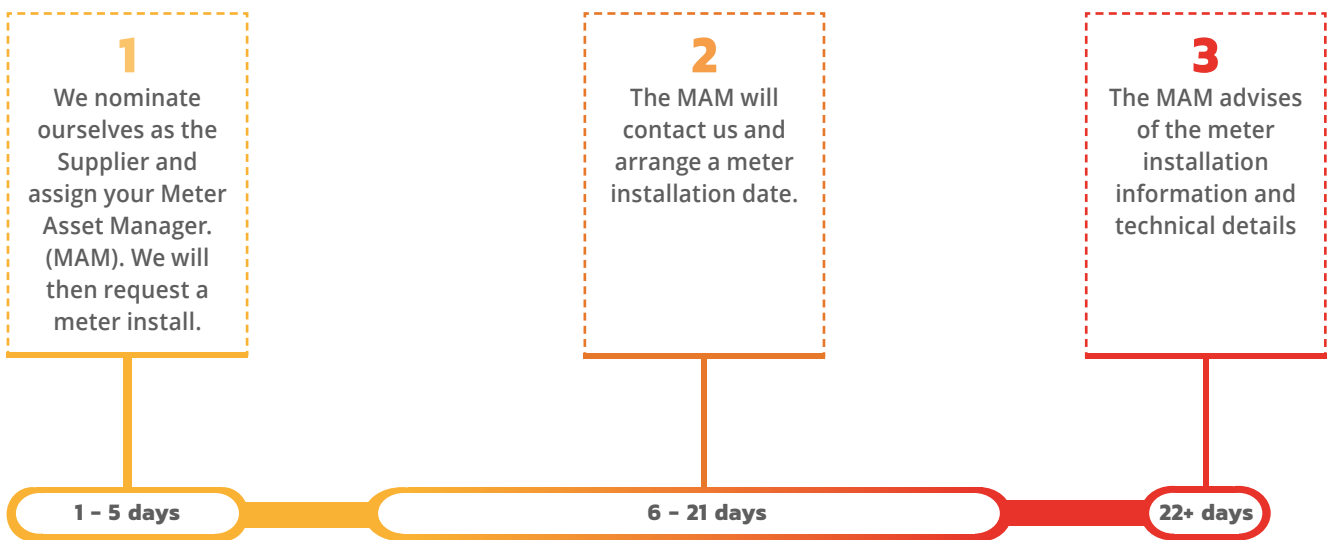 1
We nominate
ourselves as the
Supplier and
assign your Meter
Asset Manager.
(MAM). We will
then request a
meter install.
2
The MAM will
contact us and
arrange a meter
installation date.
3
The MAM advises
of the meter
installation
information and
technical details
1 - 5 days
6 - 21 days
22+ days